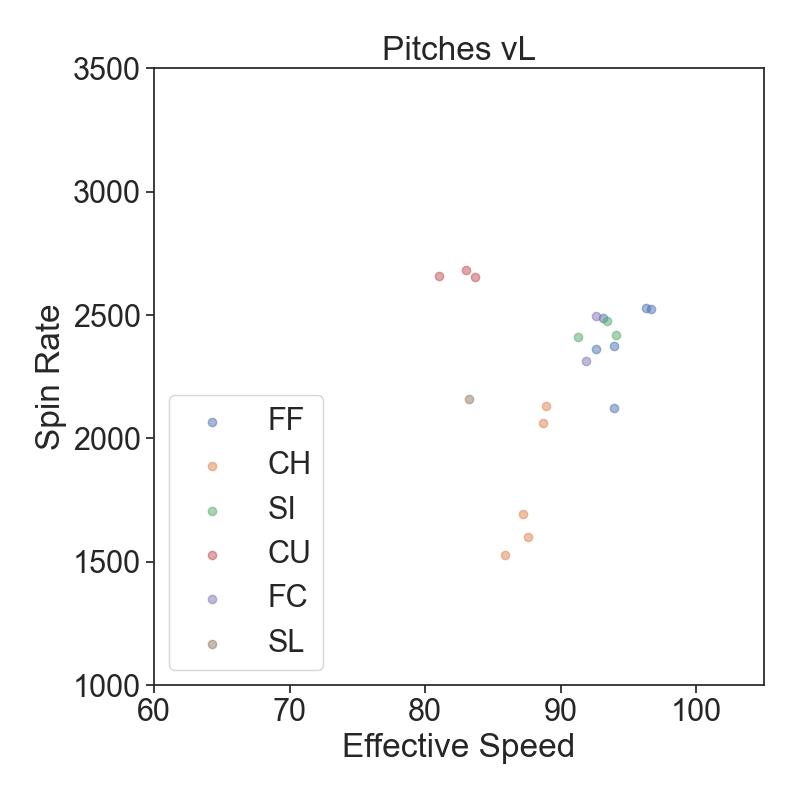 Pitches vL
3500
3000
2500
2000
1500
1000
Spin Rate
FF
CH
SI
CU
FC
SL
60
70
80
90
100
Effective Speed